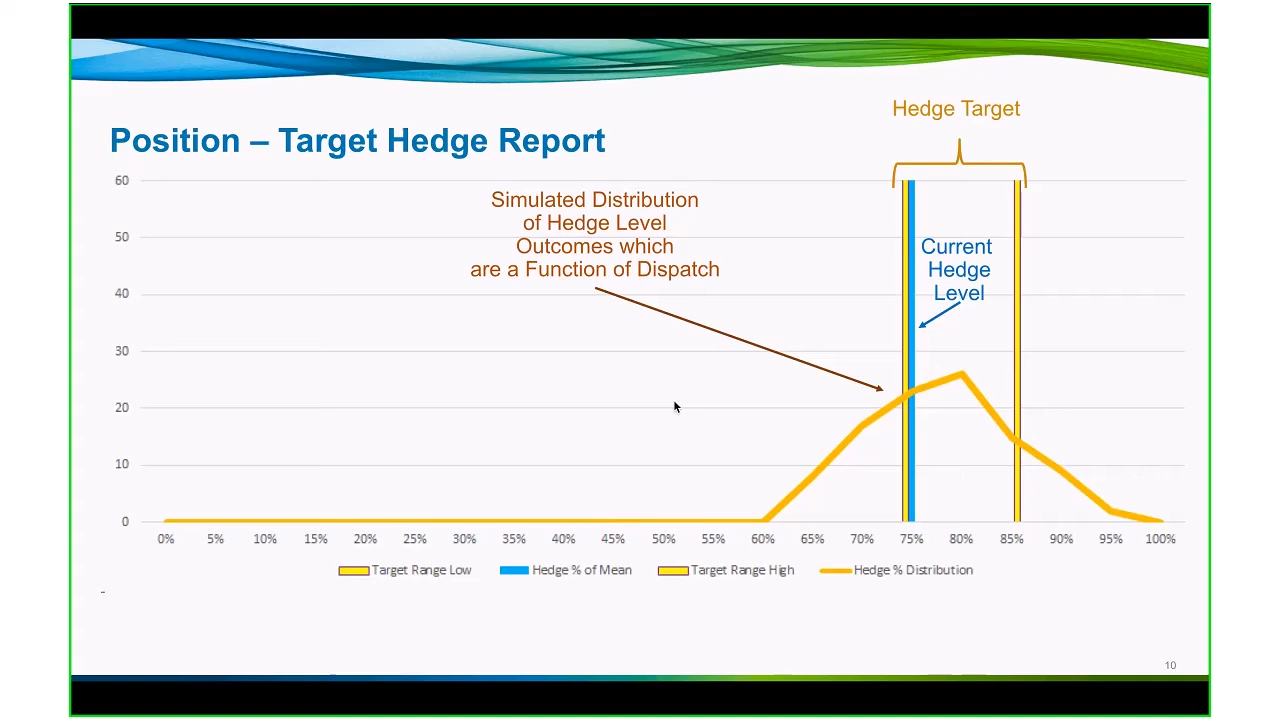 Hedge Target
Position – Target Hedge Report
Simulated Distribution
of Hedge Level
Outcomes which
are a Function of Dispatch
Current
Hedge
Level
60
50
40
30
20
10
0
0% 5% 10% 15% 20% 25% 30% 35% 40% 45% 50% 55% 60% 65% 70% 75% 80% 85% 90% 95% 100%
Target Range Low Hedge % of Mean Target Range High Hedge % Distribution
-
10